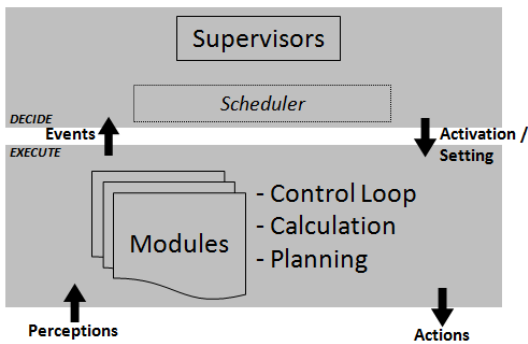 Supervisors
Scheduler
DECIDE
Events
Activation /
Setting
EXECUTE
Modules
- Control Loop
- Calculation
- Planning
Perceptions
Actions